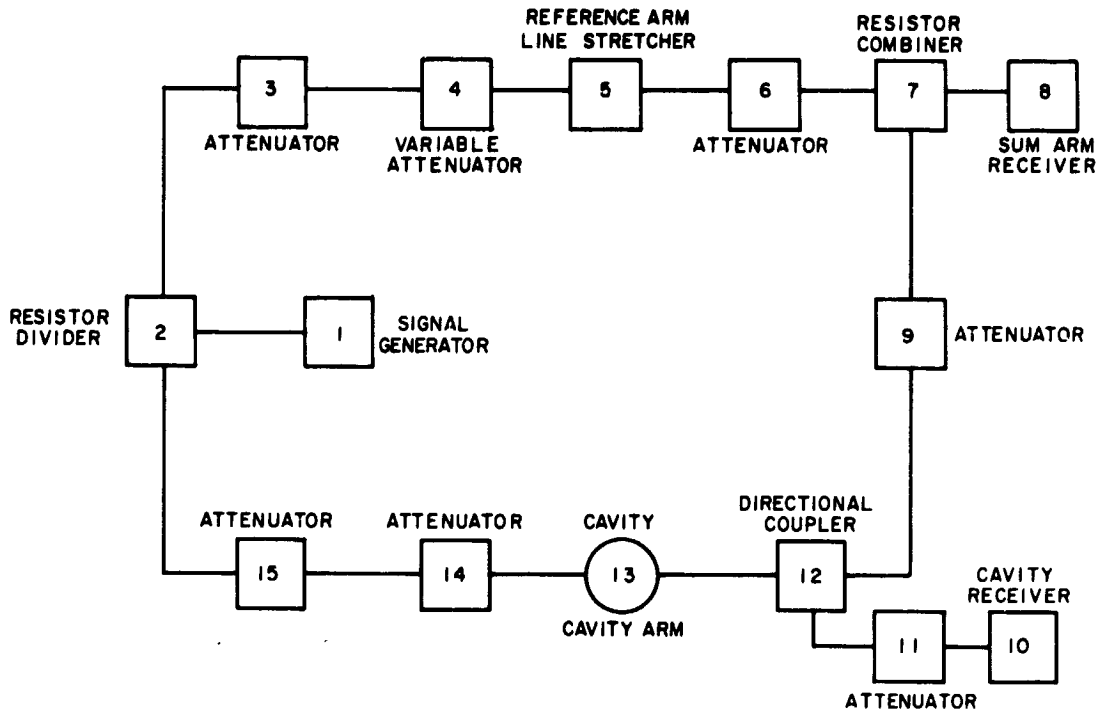 REFERENCE ARM
LINE STRETCHER
RESISTOR
COMBINER
3
4
5
6
7
8
ATTENUATOR
VARIABLE
ATTENUATOR
ATTENUATOR
SUM ARM
RECEIVER
RESISTOR
DIVIDER
2
1
SIGNAL
GENERATOR
9
ATTENUATOR
ATTENUATOR
ATTENUATOR
CAVITY
DIRECTIONAL
COUPLER
15
14
13
12
CAVITY
RECEIVER
CAVITY ARM
11
10
ATTENUATOR